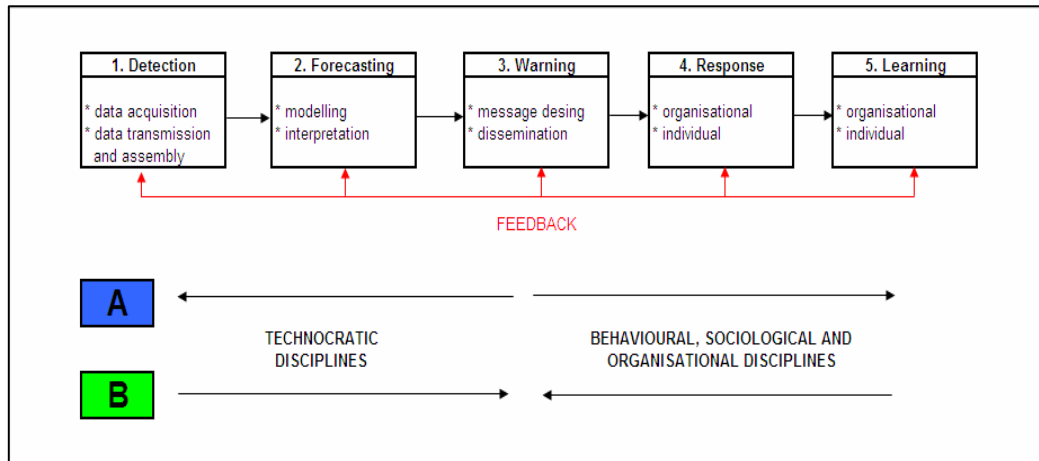 1. Detection
* data acquisition
* data transmission
and assembly
2. Forecasting
* modelling
* interpretation
3. Warning
* message desing
* dissemination
4. Response
* organisational
* individual
5. Learning
* organisational
* individual
FEEDBACK
A
TECHNOCRATIC
DISCIPLINES
BEHAVIOURAL, SOCIOLOGICAL AND
ORGANISATIONAL DISCIPLINES
B